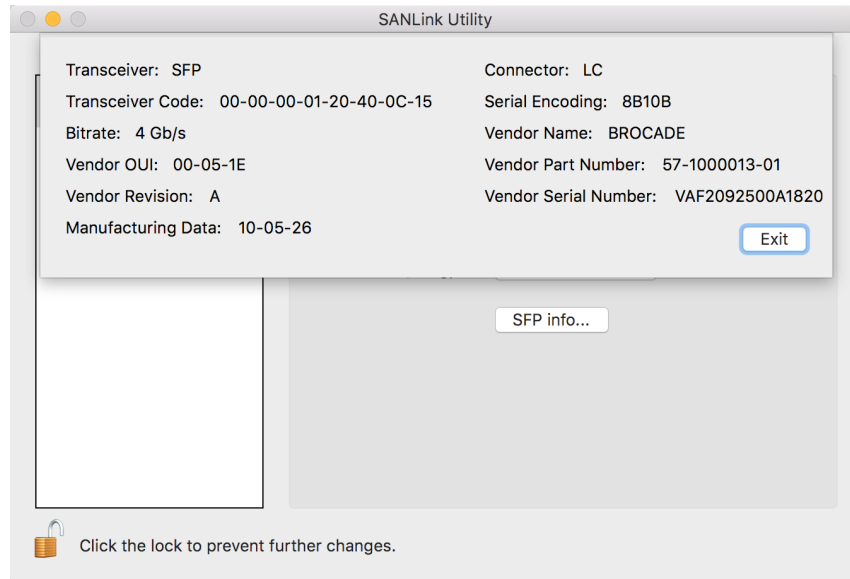 SANLink Utility
Transceiver: SFP
Connector: LC
Transceiver Code: 00-00-00-01-20-40-0C-15
Serial Encoding: 8B10B
Bitrate: 4 Gb/s
Vendor Name: BROCADE
Vendor OUI: 00-05-1E
Vendor Part Number: 57-1000013-01
Vendor Revision: A
Vendor Serial Number: VAF2092500A1820
Manufacturing Data: 10-05-26
Exit
SFP info...
Click the lock to prevent further changes.